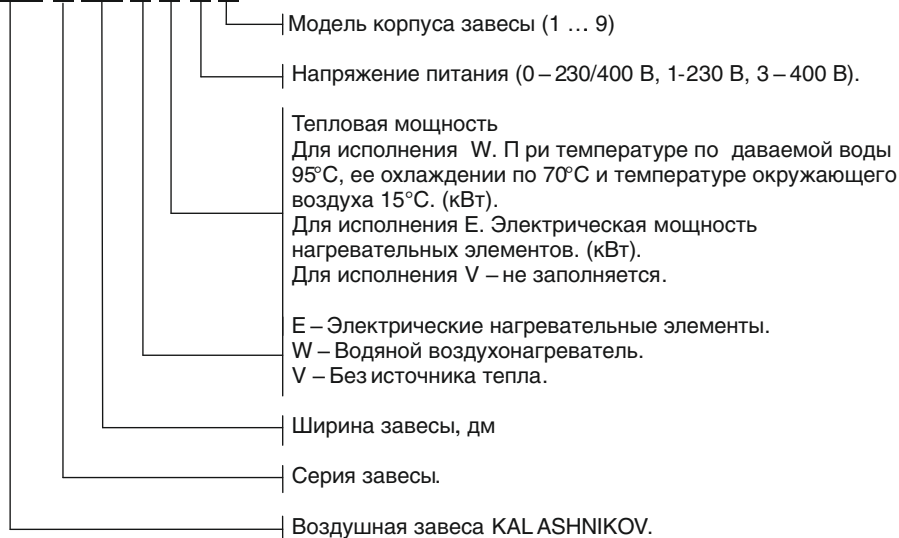 Модель корпуса завесы (1 … 9)
Напряжение питания (0 – 230/400 В, 1-230 В, 3 – 400 В).
Тепловая мощность
Для исполнения W. П ри температуре по даваемой воды
95°С, ее охлаждении по 70°С и температуре окружающего
воздуха 15°С. (кВт).
Для исполнения Е. Электрическая мощность
нагревательных элементов. (кВт).
Для исполнения V – не заполняется.
Е – Электрические нагревательные элементы.
W – Водяной воздухонагреватель.
V – Без источника тепла.
Ширина завесы, дм
Серия завесы.
Воздушная завеса KALASHNIKOV.